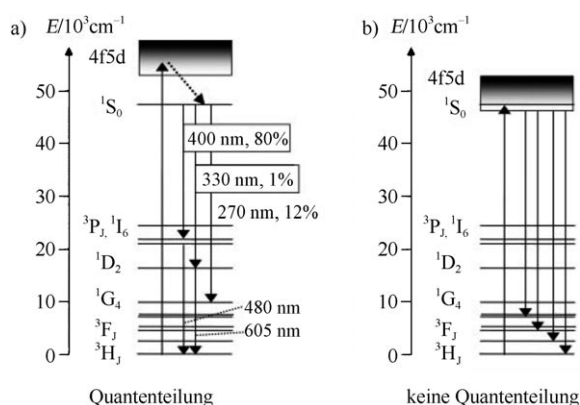 a) E/10³cm⁻¹
4f5d
50
¹S₀
400 nm, 80%
40
330 nm, 1%
30
270 nm, 12%
³P_J, ¹I₆
20
¹D₂
10
¹G₄
480 nm
³F_J
605 nm
0
³H_J
Quantenteilung
b) E/10³cm⁻¹
4f5d
50
¹S₀
40
30
³P_J, ¹I₆
20
¹D₂
10
¹G₄
³F_J
0
³H_J
keine Quantenteilung